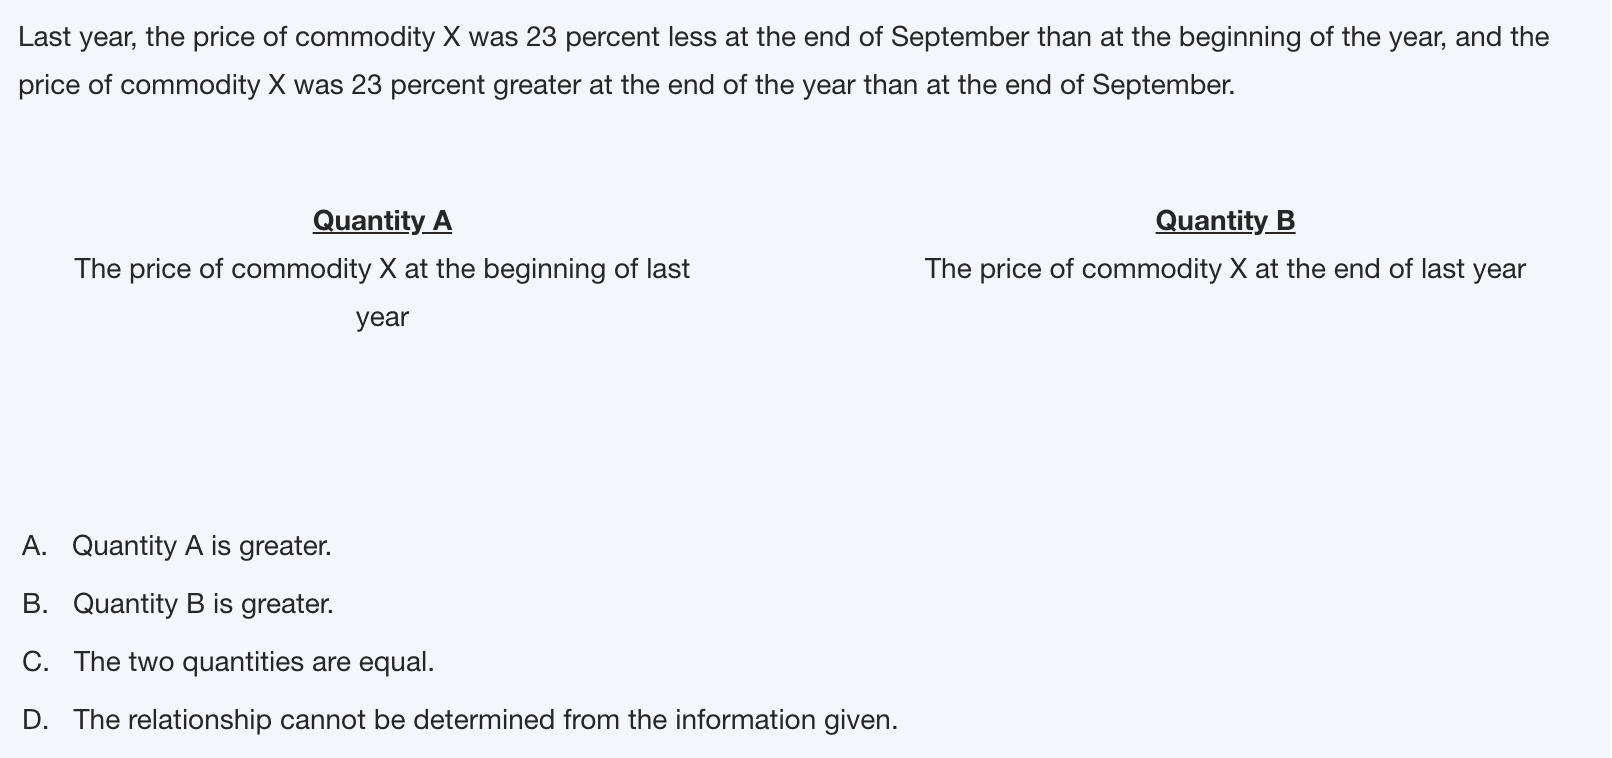 Last year, the price of commodity X was 23 percent less at the end of September than at the beginning of the year, and the
price of commodity X was 23 percent greater at the end of the year than at the end of September.
Quantity A
The price of commodity X at the beginning of last
year
Quantity B
The price of commodity X at the end of last year
A. Quantity A is greater.
B. Quantity B is greater.
C. The two quantities are equal.
D. The relationship cannot be determined from the information given.